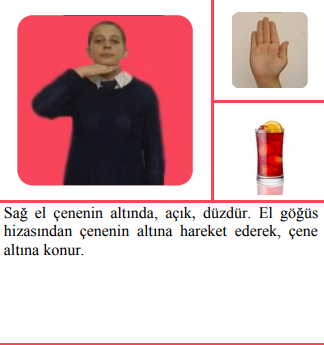 Sağ el çenenin altında, açık, düzdür. El göğüs
hizasından çenenin altına hareket ederek, çene
altına konur.